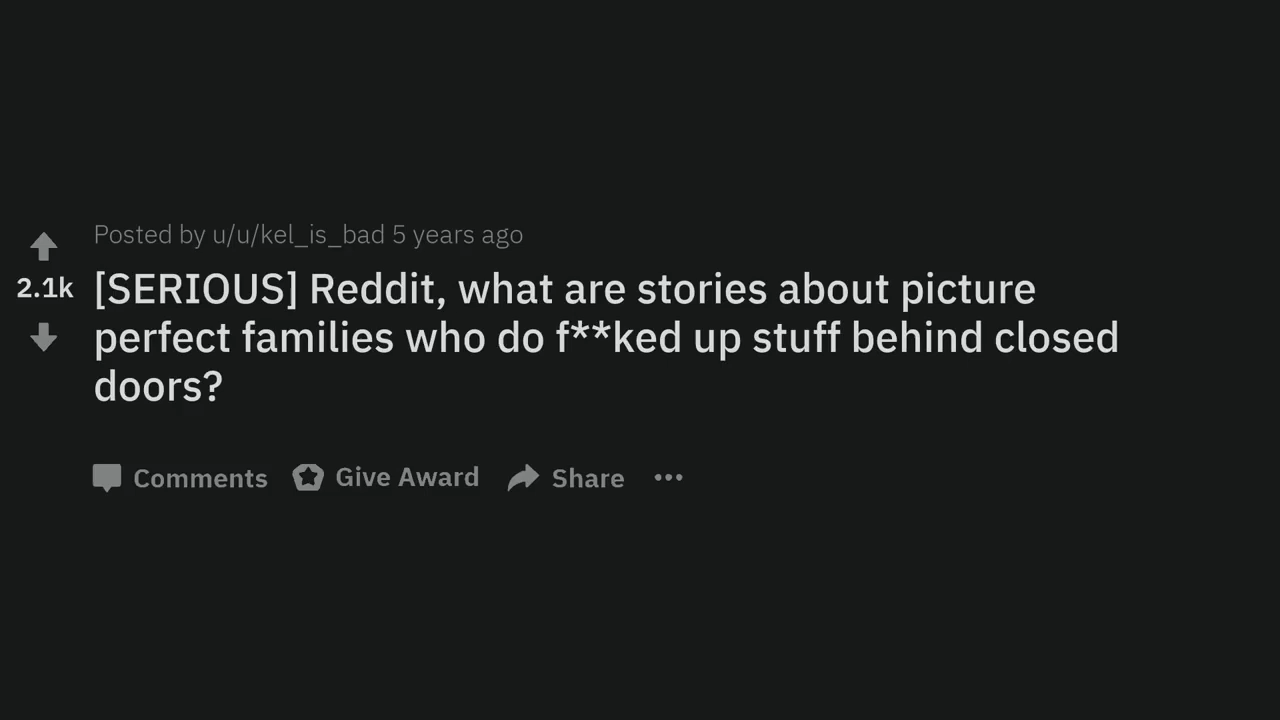 Posted by u/u/kel_is_bad 5 years ago
2.1k
[SERIOUS] Reddit, what are stories about picture
perfect families who do f**ked up stuff behind closed
doors?
Comments Give Award Share •••